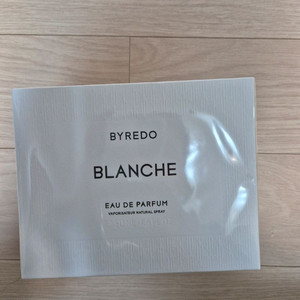 BYREDO
BLANCHE
EAU DE PARFUM
VAPORISATEUR NATURAL SPRAY